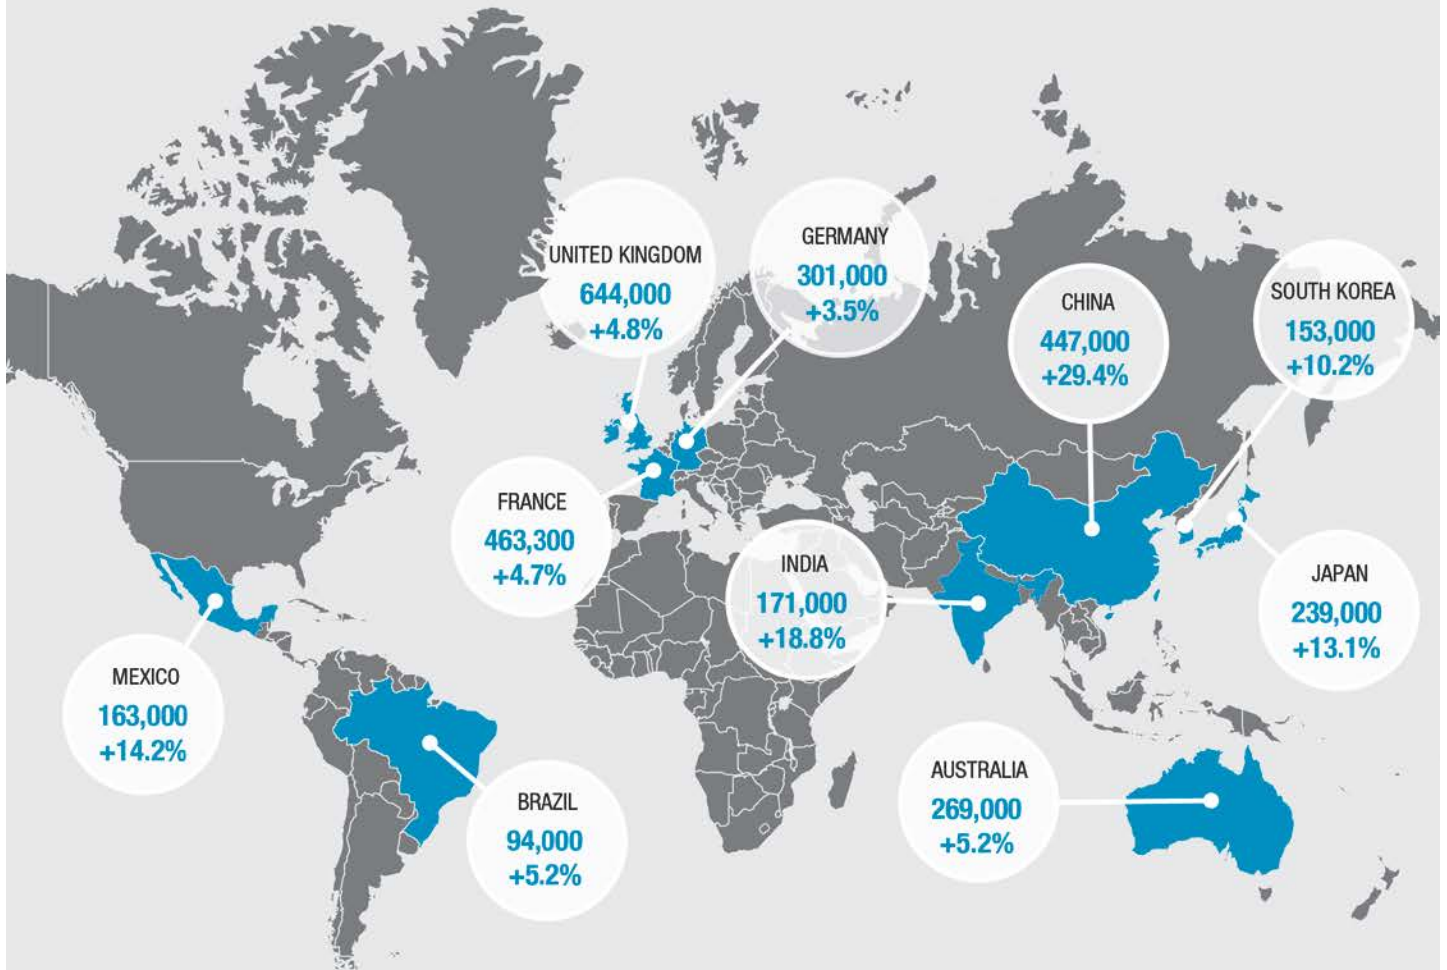 UNITED KINGDOM
644,000
+4.8%
GERMANY
301,000
+3.5%
CHINA
447,000
+29.4%
SOUTH KOREA
153,000
+10.2%
FRANCE
463,300
+4.7%
INDIA
171,000
+18.8%
JAPAN
239,000
+13.1%
MEXICO
163,000
+14.2%
BRAZIL
94,000
+5.2%
AUSTRALIA
269,000
+5.2%